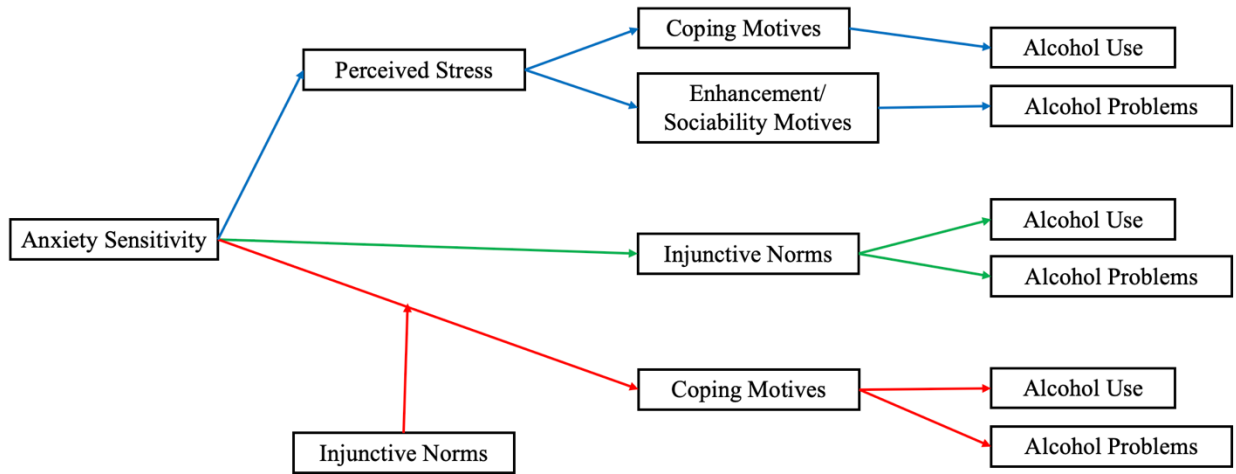 Coping Motives
Alcohol Use
Perceived Stress
Enhancement/
Sociability Motives
Alcohol Problems
Alcohol Use
Anxiety Sensitivity
Injunctive Norms
Alcohol Problems
Coping Motives
Alcohol Use
Injunctive Norms
Alcohol Problems